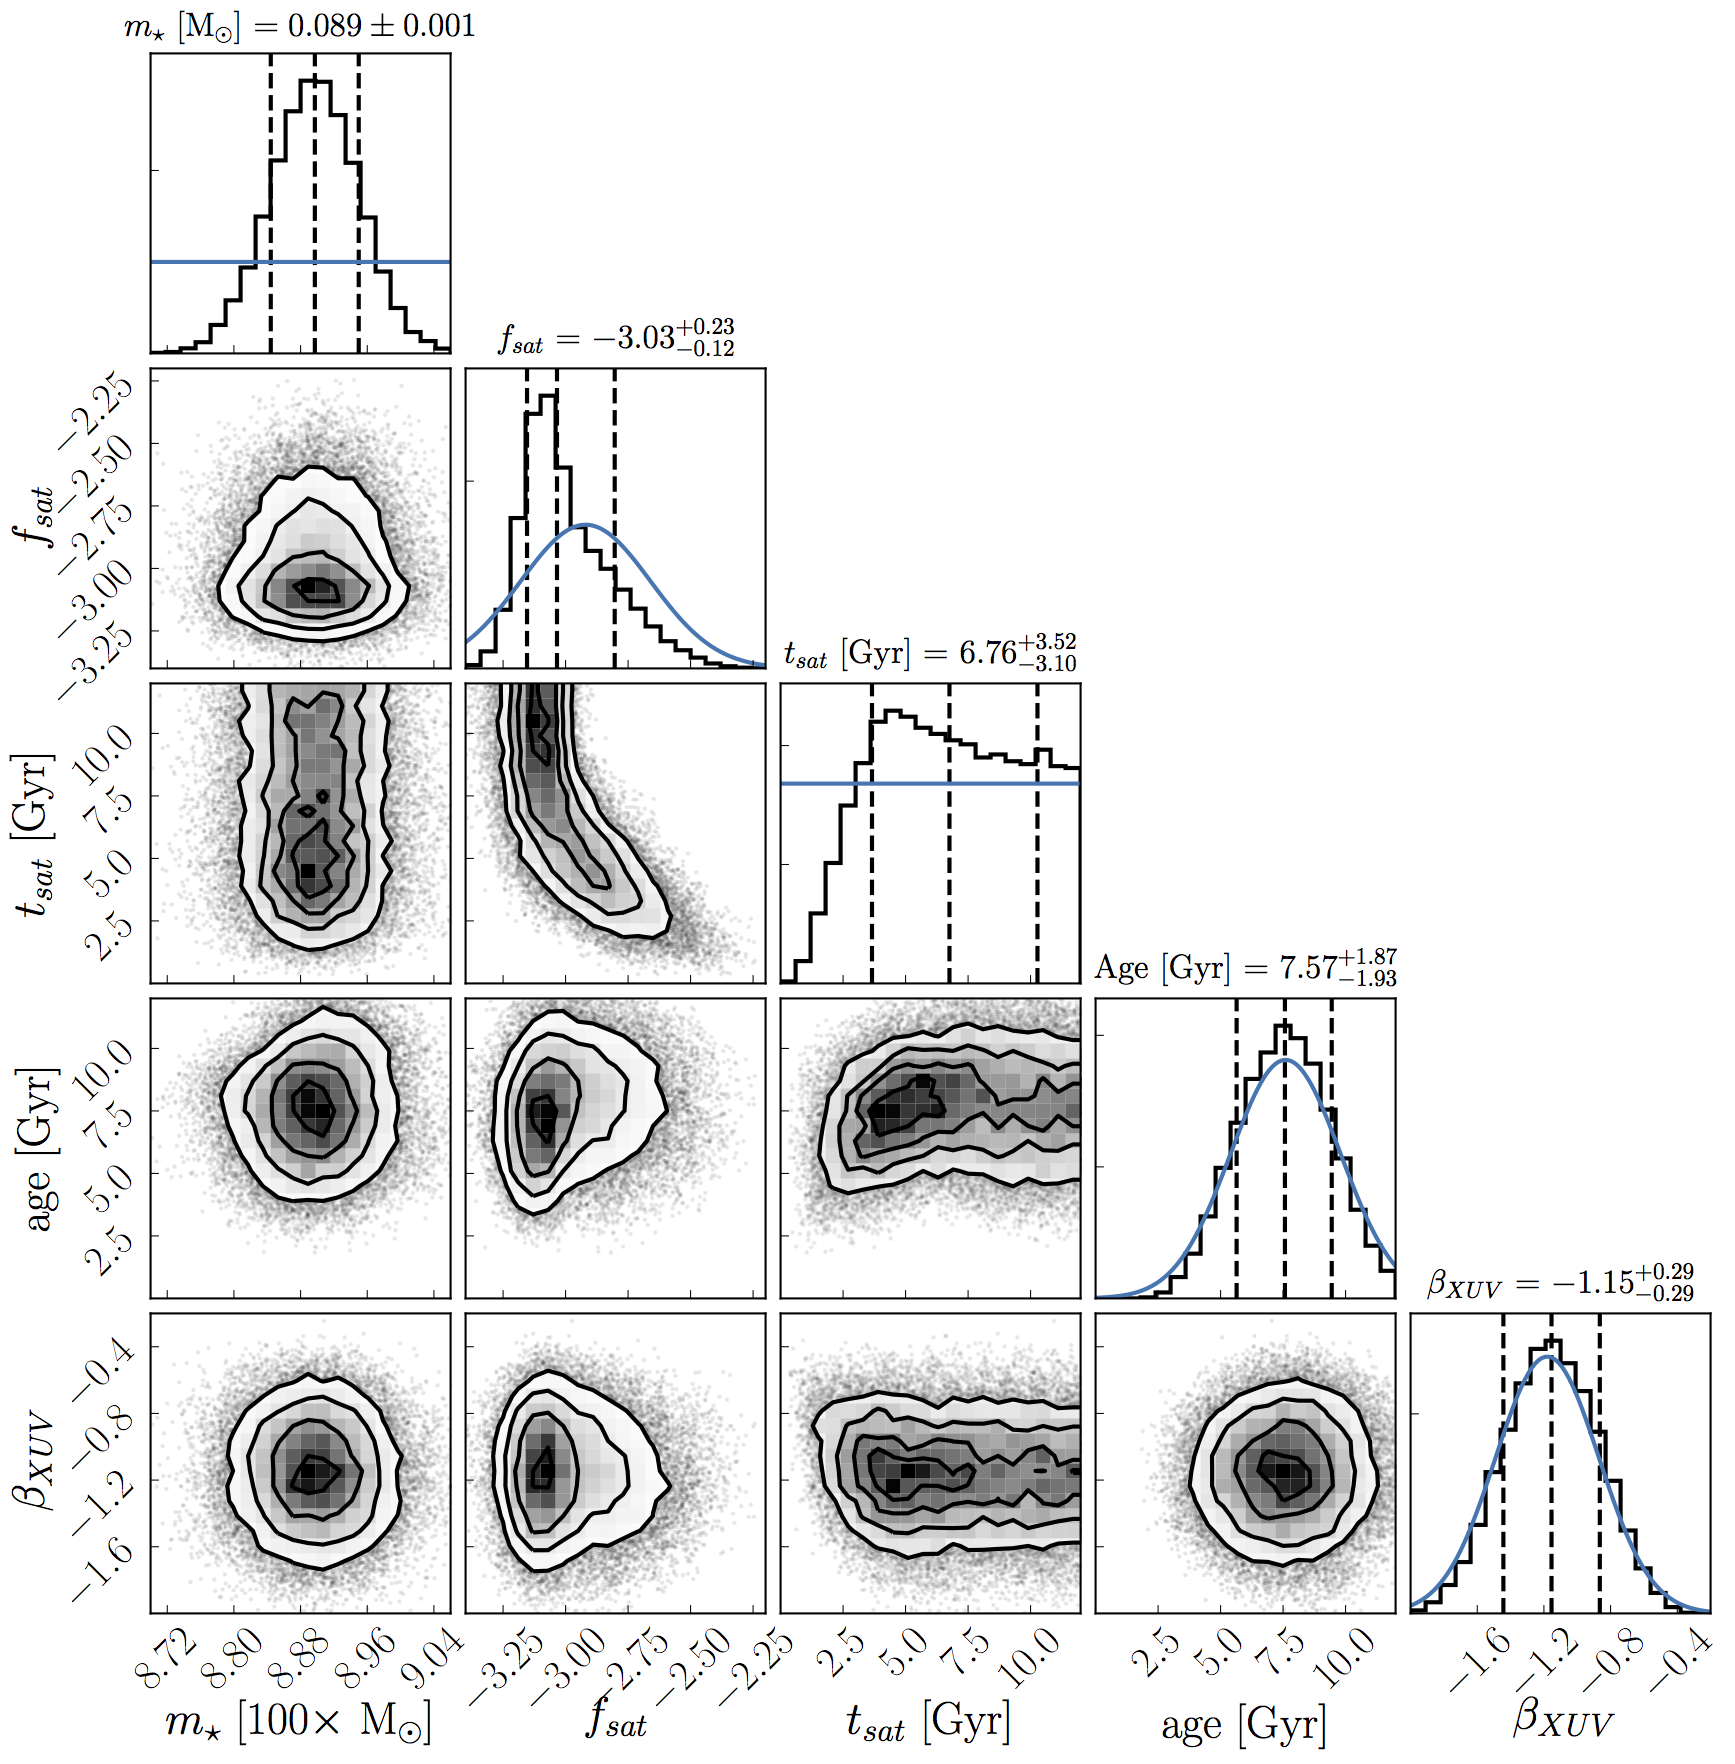 m⋆ [M⊙] = 0.089 ± 0.001
f_sat = −3.03^{+0.23}_{−0.12}
−2.25
−2.50
−2.75
−3.00
−3.25
f_sat
t_sat [Gyr] = 6.76^{+3.52}_{−3.10}
10.0
7.5
5.0
2.5
t_sat [Gyr]
Age [Gyr] = 7.57^{+1.87}_{−1.93}
10.0
7.5
5.0
2.5
age [Gyr]
β_XUV = −1.15^{+0.29}_{−0.29}
−0.4
−0.8
−1.2
−1.6
β_XUV
8.72 8.80 8.88 8.96 9.04 −3.25 −3.00 −2.75 −2.50 −2.25 2.5 5.0 7.5 10.0 2.5 5.0 7.5 10.0 −1.6 −1.2 −0.8 −0.4
m⋆ [100× M⊙] f_sat t_sat [Gyr] age [Gyr] β_XUV